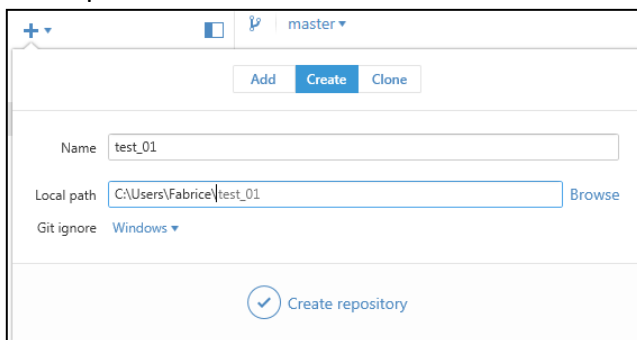 master
Add Create Clone
Name test_01
Local path C:\Users\Fabrice\test_01 Browse
Git ignore Windows
Create repository